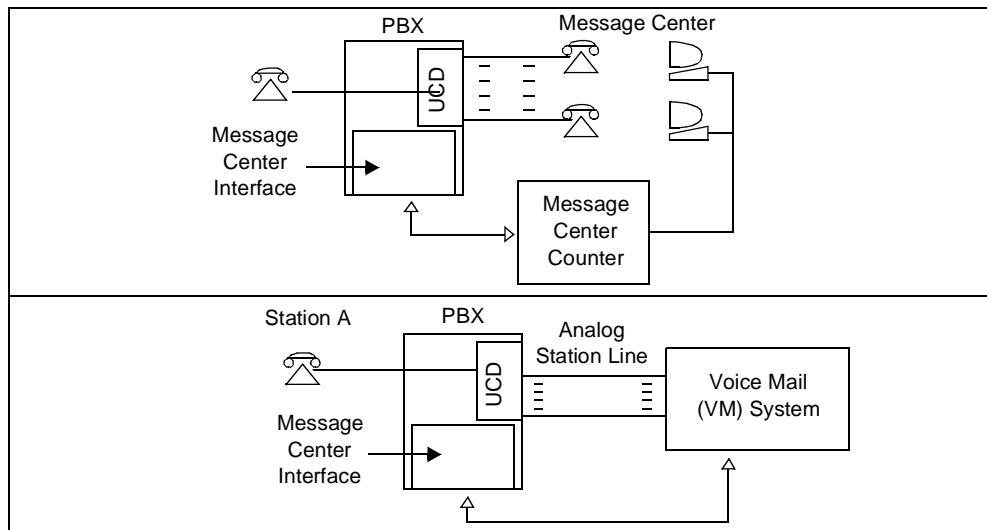 PBX
Message Center
UCD
Message
Center
Interface
Message
Center
Counter
Station A
PBX
Analog
Station Line
UCD
Voice Mail
(VM) System
Message
Center
Interface